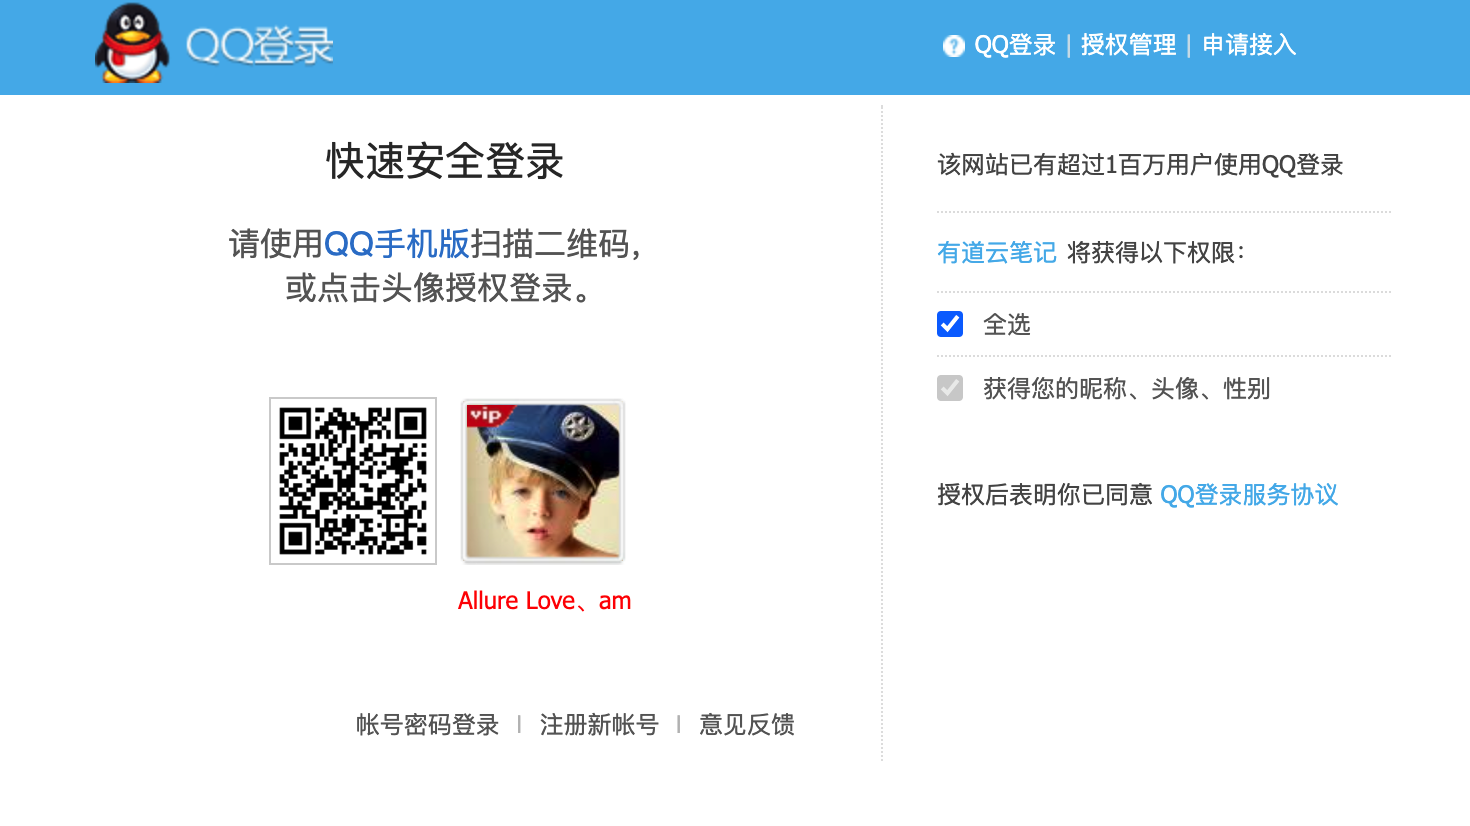 QQ登录
QQ登录 | 授权管理 | 申请接入
快速安全登录
请使用QQ手机版扫描二维码，
或点击头像授权登录。
vip
Allure Love、am
帐号密码登录 | 注册新帐号 | 意见反馈
该网站已有超过1百万用户使用QQ登录
有道云笔记 将获得以下权限：
全选
获得您的昵称、头像、性别
授权后表明你已同意 QQ登录服务协议